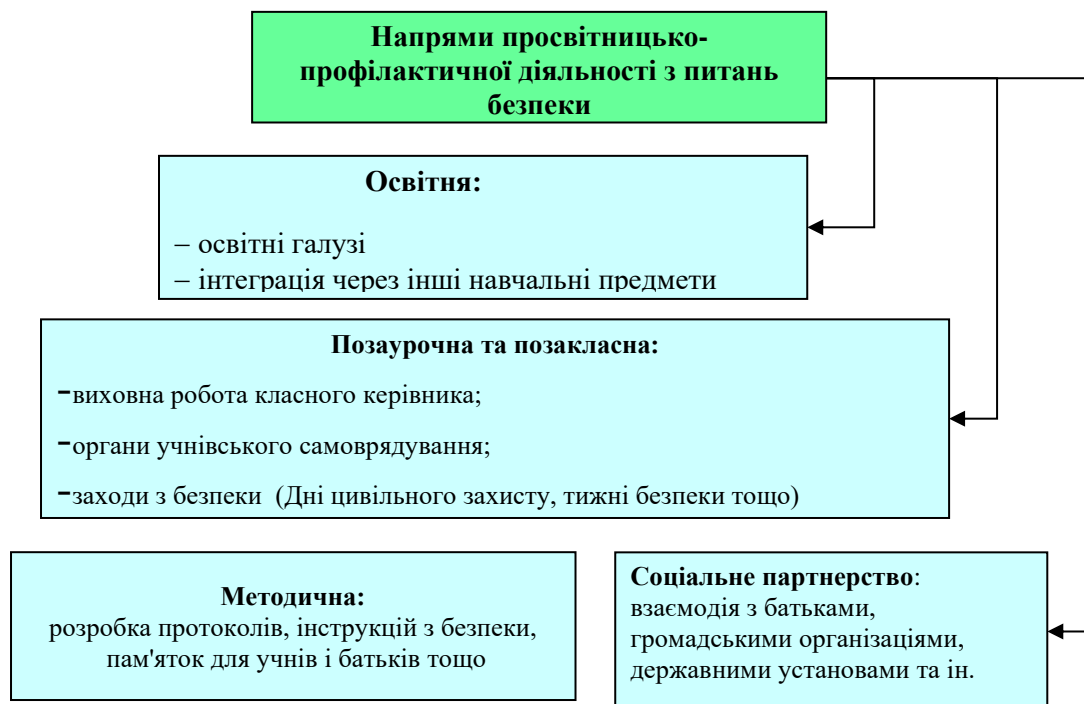 Напрями просвітницько-
профілактичної діяльності з питань
безпеки
Освітня:
– освітні галузі
– інтеграція через інші навчальні предмети
Позаурочна та позакласна:
-виховна робота класного керівника;
-органи учнівського самоврядування;
-заходи з безпеки (Дні цивільного захисту, тижні безпеки тощо)
Методична:
розробка протоколів, інструкцій з безпеки,
пам'яток для учнів і батьків тощо
Соціальне партнерство:
взаємодія з батьками,
громадськими організаціями,
державними установами та ін.